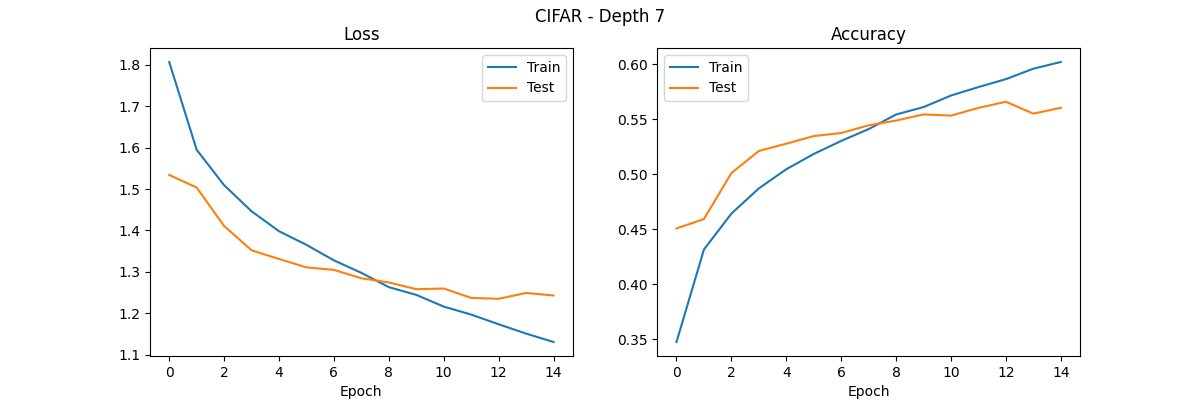 CIFAR - Depth 7
Loss
1.8
1.7
1.6
1.5
1.4
1.3
1.2
1.1
0 2 4 6 8 10 12 14
Epoch
Train
Test
Accuracy
0.60
0.55
0.50
0.45
0.40
0.35
0 2 4 6 8 10 12 14
Epoch
Train
Test